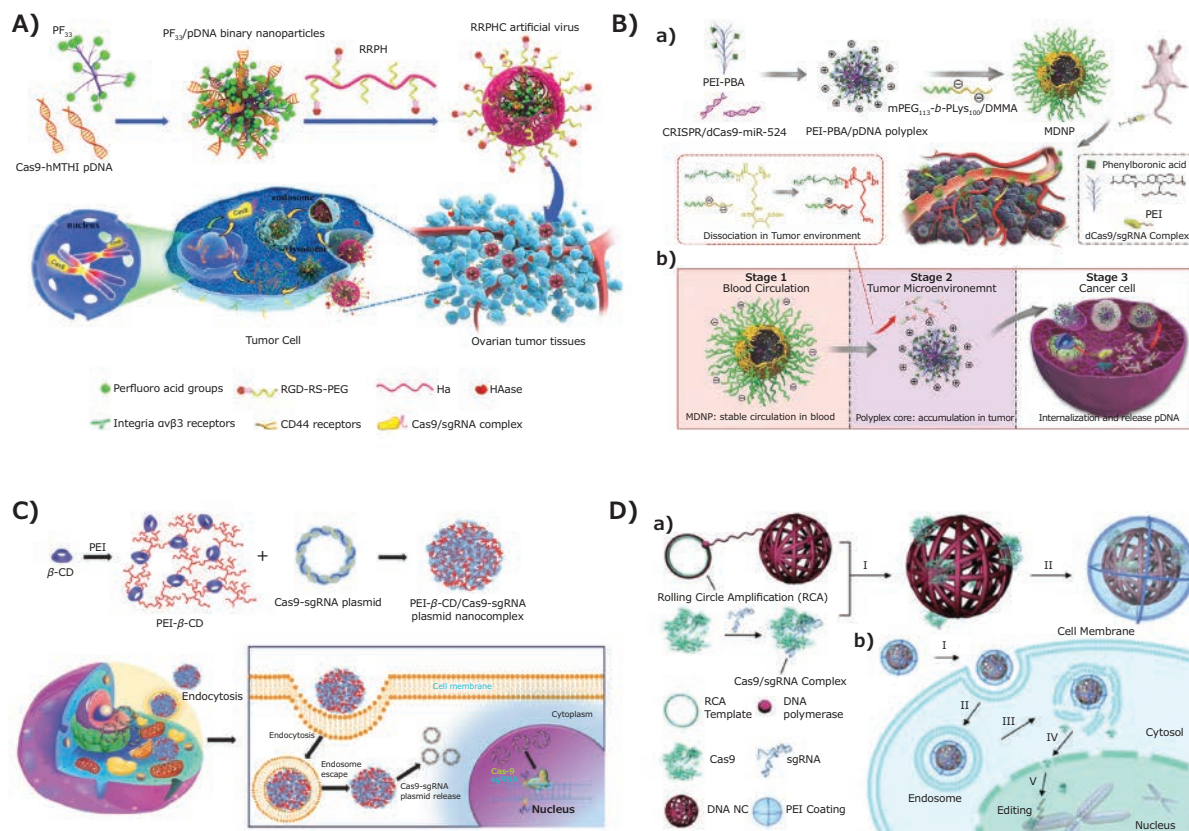 A)
PF33
PF33/pDNA binary nanoparticles
RRPH
RRPHC artificial virus
Cas9-hMTHI pDNA
nucleus
Cas9
endosome
Cas9
lysosome
Tumor Cell
Ovarian tumor tissues
Perfluoro acid groups
RGD-RS-PEG
Ha
HAase
Integria αvβ3 receptors
CD44 receptors
Cas9/sgRNA complex
B)
a)
PEI-PBA
CRISPR/dCas9-miR-524
PEI-PBA/pDNA polyplex
mPEG113-b-PLys100/DMMA
MDNP
Dissociation in Tumor environment
Phenylboronic acid
PEI
dCas9/sgRNA Complex
b)
Stage 1
Blood Circulation
Stage 2
Tumor Microenvironemnt
Stage 3
Cancer cell
MDNP: stable circulation in blood
Polyplex core: accumulation in tumor
Internalization and release pDNA
C)
β-CD
PEI
PEI-β-CD
+
Cas9-sgRNA plasmid
PEI-β-CD/Cas9-sgRNA
plasmid nanocomplex
Endocytosis
Cell membrane
Cytoplasm
Endocytosis
Endosome
escape
Cas9-sgRNA
plasmid release
Cas-9
sgRNA
Nucleus
D)
a)
Rolling Circle Amplification (RCA)
I
II
Cas9/sgRNA Complex
RCA
Template
DNA
polymerase
Cas9
sgRNA
DNA NC
PEI Coating
b)
Cell Membrane
I
II
III
IV
V
Endosome
Cytosol
Editing
Nucleus